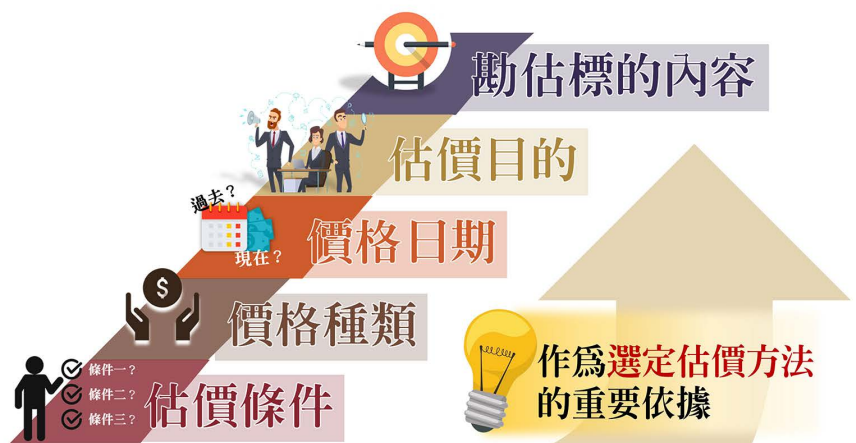 勘估標的內容
估價目的
過去？
現在？
價格日期
$
價格種類
條件一？
條件二？
條件三？
估價條件
作為選定估價方法
的重要依據